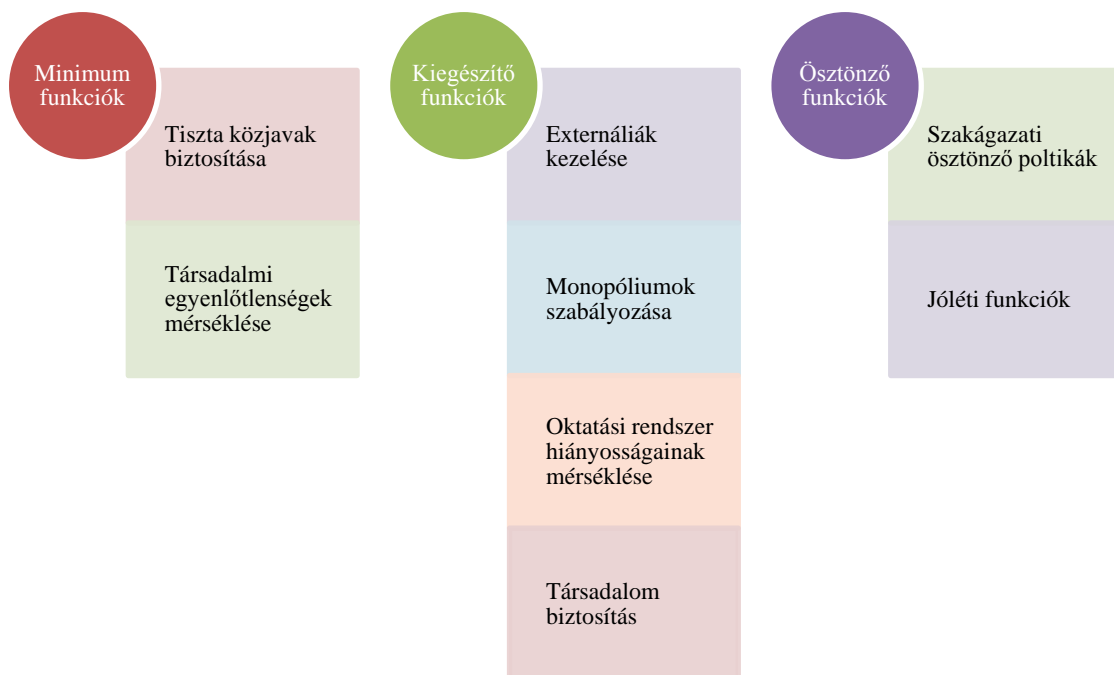 Minimum
funkciók
Tiszta közjavak
biztosítása
Társadalmi
egyenlőtlenségek
mérséklése
Kiegészítő
funkciók
Externáliák
kezelése
Monopóliumok
szabályozása
Oktatási rendszer
hiányosságainak
mérséklése
Társadalom
biztosítás
Ösztönző
funkciók
Szakágazati
ösztönző poltikák
Jóléti funkciók